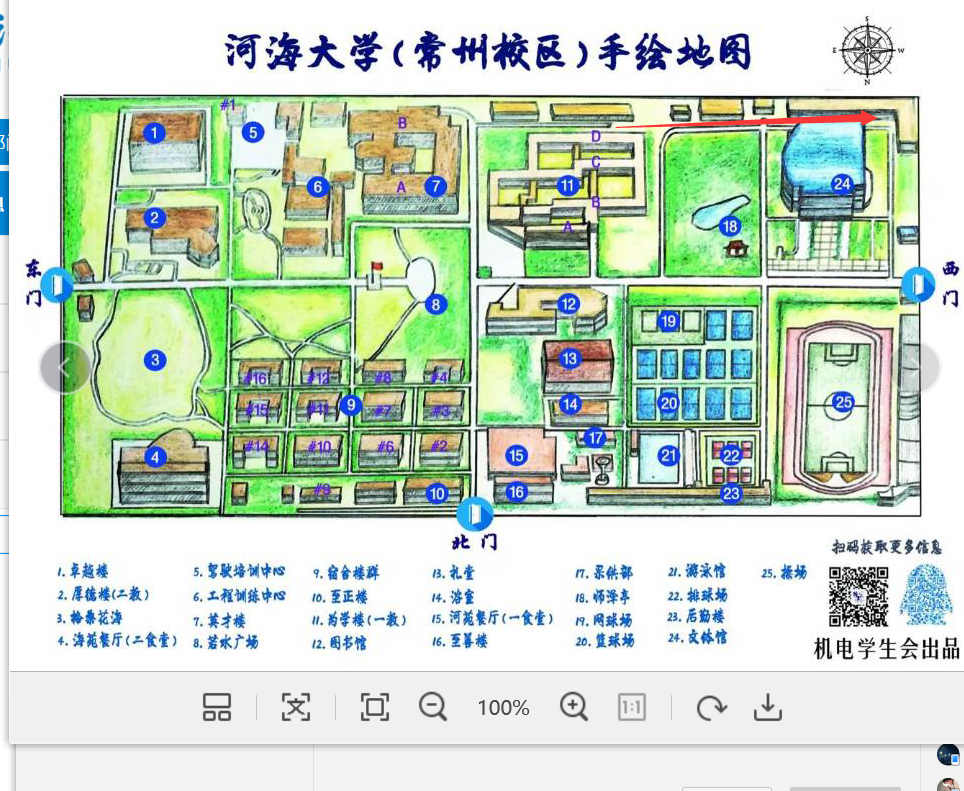 河海大学(常州校区)手绘地图
S
E
W
N
#1
1
5
B
D
C
6
A
7
11
24
2
B
A
18
东门
西门
8
12
19
3
13
#16
#12
#8
#4
9
14
20
25
#15
#11
#7
#3
17
4
#14
#10
#6
#2
15
21
22
#9
10
16
23
北门
扫码获取更多信息
1. 卓越楼
2. 厚德楼(二教)
3. 格桑花海
4. 海苑餐厅(二食堂)
5. 驾驶培训中心
6. 工程训练中心
7. 英才楼
8. 若水广场
9. 宿舍楼群
10. 至正楼
11. 笃学楼(一教)
12. 图书馆
13. 礼堂
14. 浴室
15. 河苑餐厅(一食堂)
16. 至善楼
17. 采供部
18. 师泽亭
19. 网球场
20. 篮球场
21. 游泳馆
22. 排球场
23. 后勤楼
24. 文体馆
25. 操场
机电学生会出品
100%
1:1